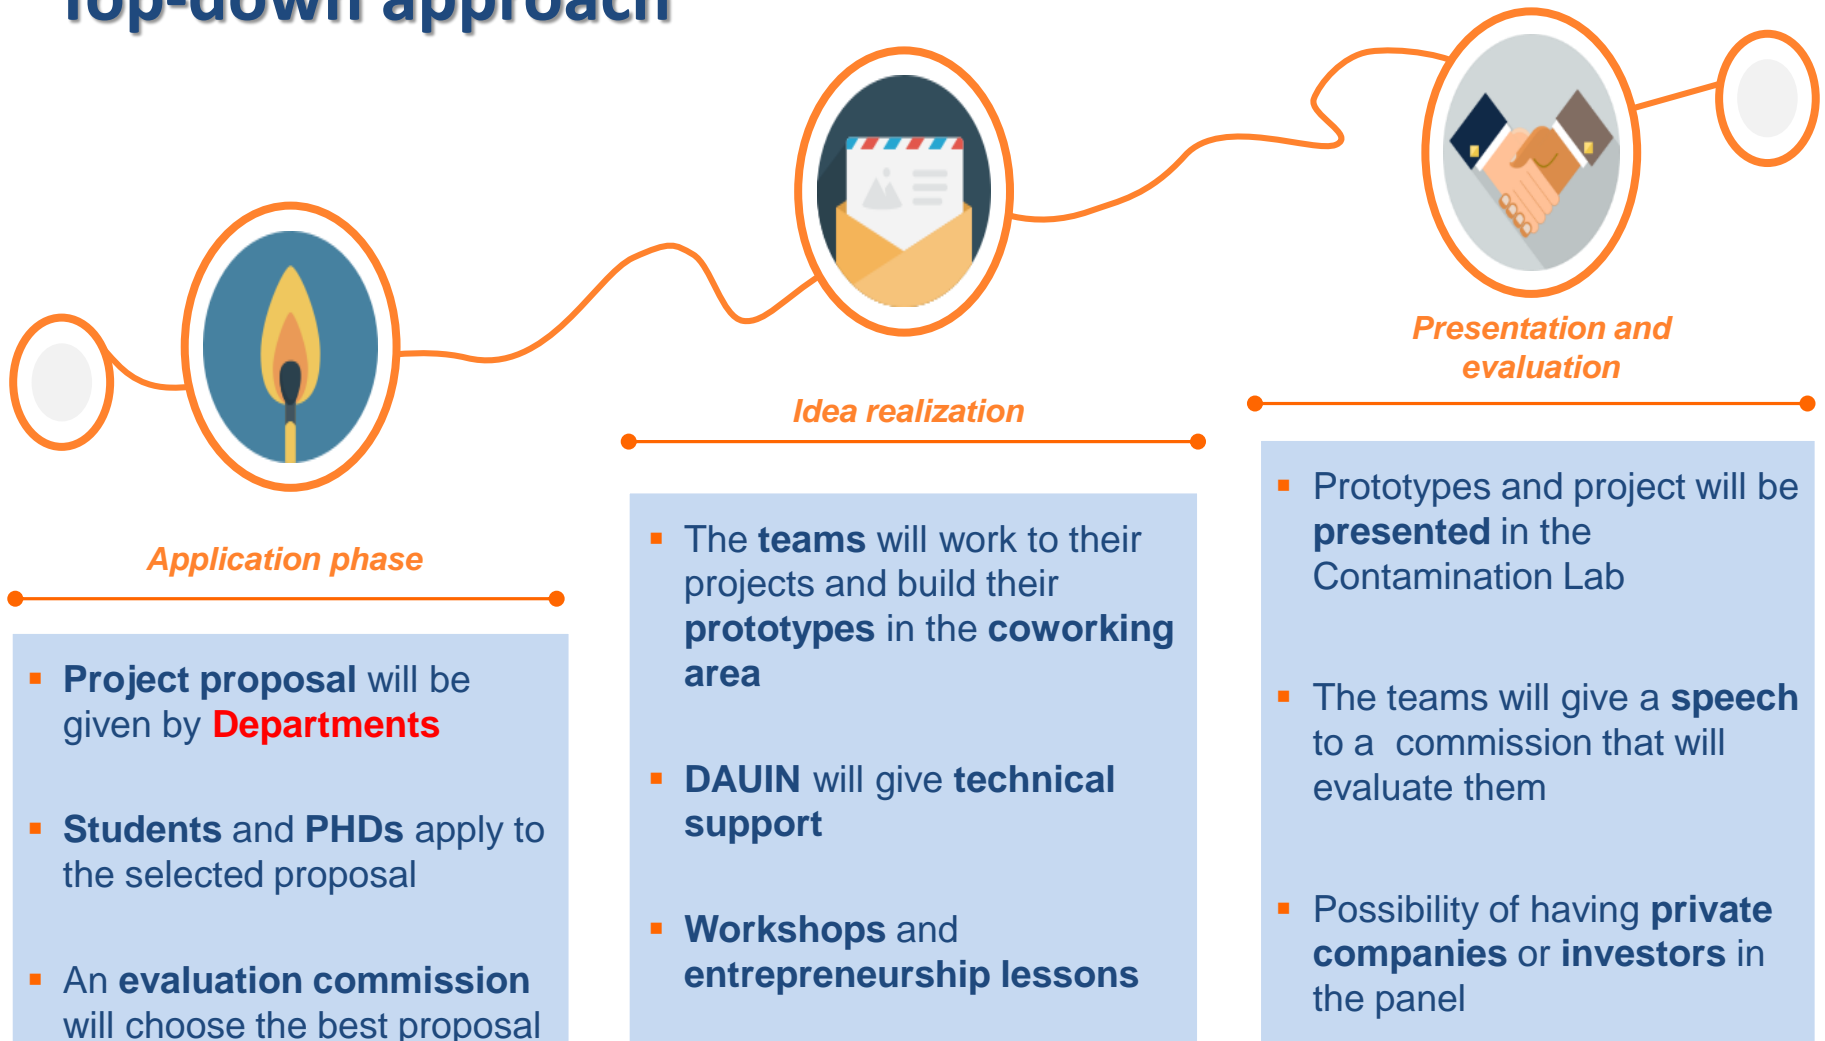 Top-down approach
Application phase
Project proposal will be
given by Departments
Students and PHDs apply to
the selected proposal
An evaluation commission
will choose the best proposal
Idea realization
The teams will work to their
projects and build their
prototypes in the coworking
area
DAUIN will give technical
support
Workshops and
entrepreneurship lessons
Presentation and
evaluation
Prototypes and project will be
presented in the
Contamination Lab
The teams will give a speech
to a commission that will
evaluate them
Possibility of having private
companies or investors in
the panel